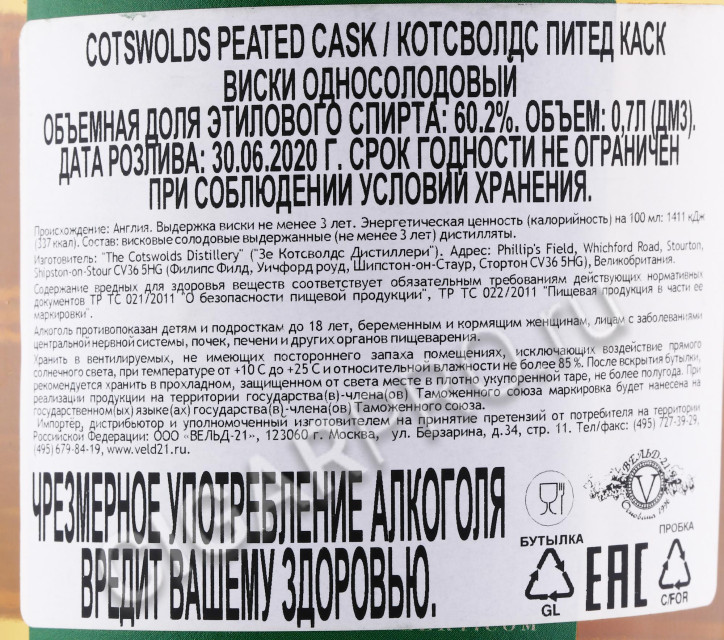 COTSWOLDS PEATED CASK / КОТСВОЛДС ПИТЕД КАСК
ВИСКИ ОДНОСОЛОДОВЫЙ
ОБЪЕМНАЯ ДОЛЯ ЭТИЛОВОГО СПИРТА: 60.2%. ОБЪЕМ: 0,7Л (ДМ3).
ДАТА РОЗЛИВА: 30.06.2020 Г. СРОК ГОДНОСТИ НЕ ОГРАНИЧЕН
ПРИ СОБЛЮДЕНИИ УСЛОВИЙ ХРАНЕНИЯ.
Происхождение: Англия. Выдержка виски не менее 3 лет. Энергетическая ценность (калорийность) на 100 мл: 1411 кДж
(337 ккал). Состав: висковые солодовые выдержанные (не менее 3 лет) дистилляты.
Изготовитель: "The Cotswolds Distillery" ("Зе Котсволдс Дистиллери"). Адрес: Phillip's Field, Whichford Road, Stourton,
Shipston-on-Stour CV36 5HG (Филипс Филд, Уичфорд роуд, Шипстон-он-Стаур, Стортон CV36 5HG), Великобритания.
Содержание вредных для здоровья веществ соответствует обязательным требованиям действующих нормативных
документов ТР ТС 021/2011 "О безопасности пищевой продукции", ТР ТС 022/2011 "Пищевая продукция в части ее
маркировки".
Алкоголь противопоказан детям и подросткам до 18 лет, беременным и кормящим женщинам, лицам с заболеваниями
центральной нервной системы, почек, печени и других органов пищеварения.
Хранить в вентилируемых, не имеющих постороннего запаха помещениях, исключающих воздействие прямого
солнечного света, при температуре от +10 С до +25 С и относительной влажности не более 85%. После вскрытия бутылки,
рекомендуется хранить в прохладном, защищенном от света месте в плотно укупоренной таре, не более полугода. При
реализации продукции на территории государства(в)-члена(ов) Таможенного союза маркировка будет нанесена на
государственном(ых) языке(ах) государства(в)-члена(ов) Таможенного союза.
Импортер, дистрибьютор и уполномоченный изготовителем на принятие претензий от потребителя на территории
Российской Федерации: ООО «ВЕЛЬД-21», 123060 г. Москва, ул. Берзарина, д.34, стр. 11. Тел/факс: (495) 727-39-29,
(495) 679-84-19, www.veld21.ru.
ЧРЕЗМЕРНОЕ УПОТРЕБЛЕНИЕ АЛКОГОЛЯ
ВРЕДИТ ВАШЕМУ ЗДОРОВЬЮ.
ВЕЛЬД-21
V
БУТЫЛКА
GL
EAC
ПРОБКА
C/FOR
CIGARPRO.ru